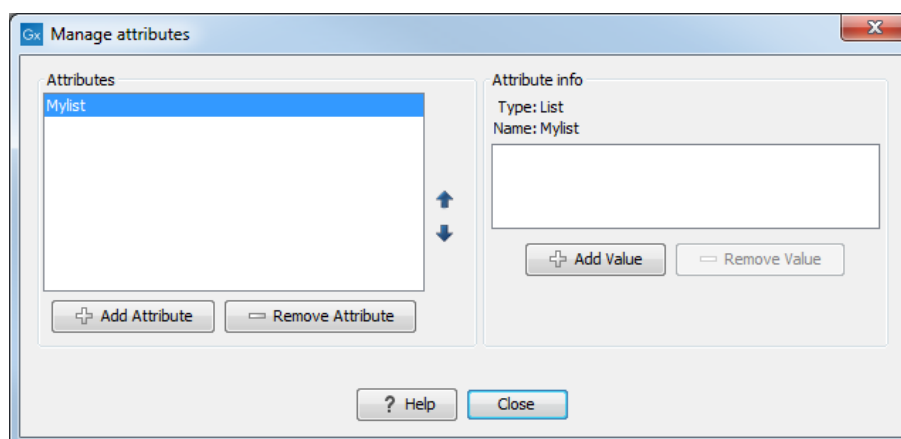 Gx Manage attributes
Attributes
Mylist
Add Attribute
Remove Attribute
Attribute info
Type: List
Name: Mylist
Add Value
Remove Value
? Help
Close